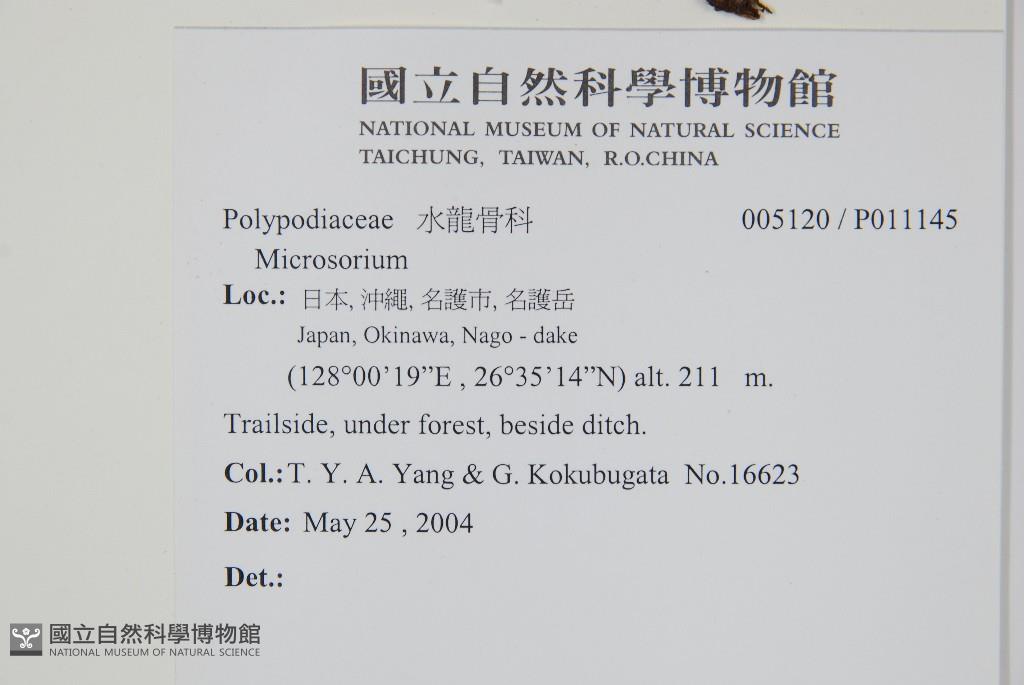 國立自然科學博物館
NATIONAL MUSEUM OF NATURAL SCIENCE
TAICHUNG, TAIWAN, R.O.CHINA
Polypodiaceae 水龍骨科 005120 / P011145
Microsorium
Loc.: 日本, 沖繩, 名護市, 名護岳
Japan, Okinawa, Nago - dake
(128°00’19”E , 26°35’14”N) alt. 211 m.
Trailside, under forest, beside ditch.
Col.: T. Y. A. Yang & G. Kokubugata No.16623
Date: May 25 , 2004
Det.:
國立自然科學博物館
NATIONAL MUSEUM OF NATURAL SCIENCE